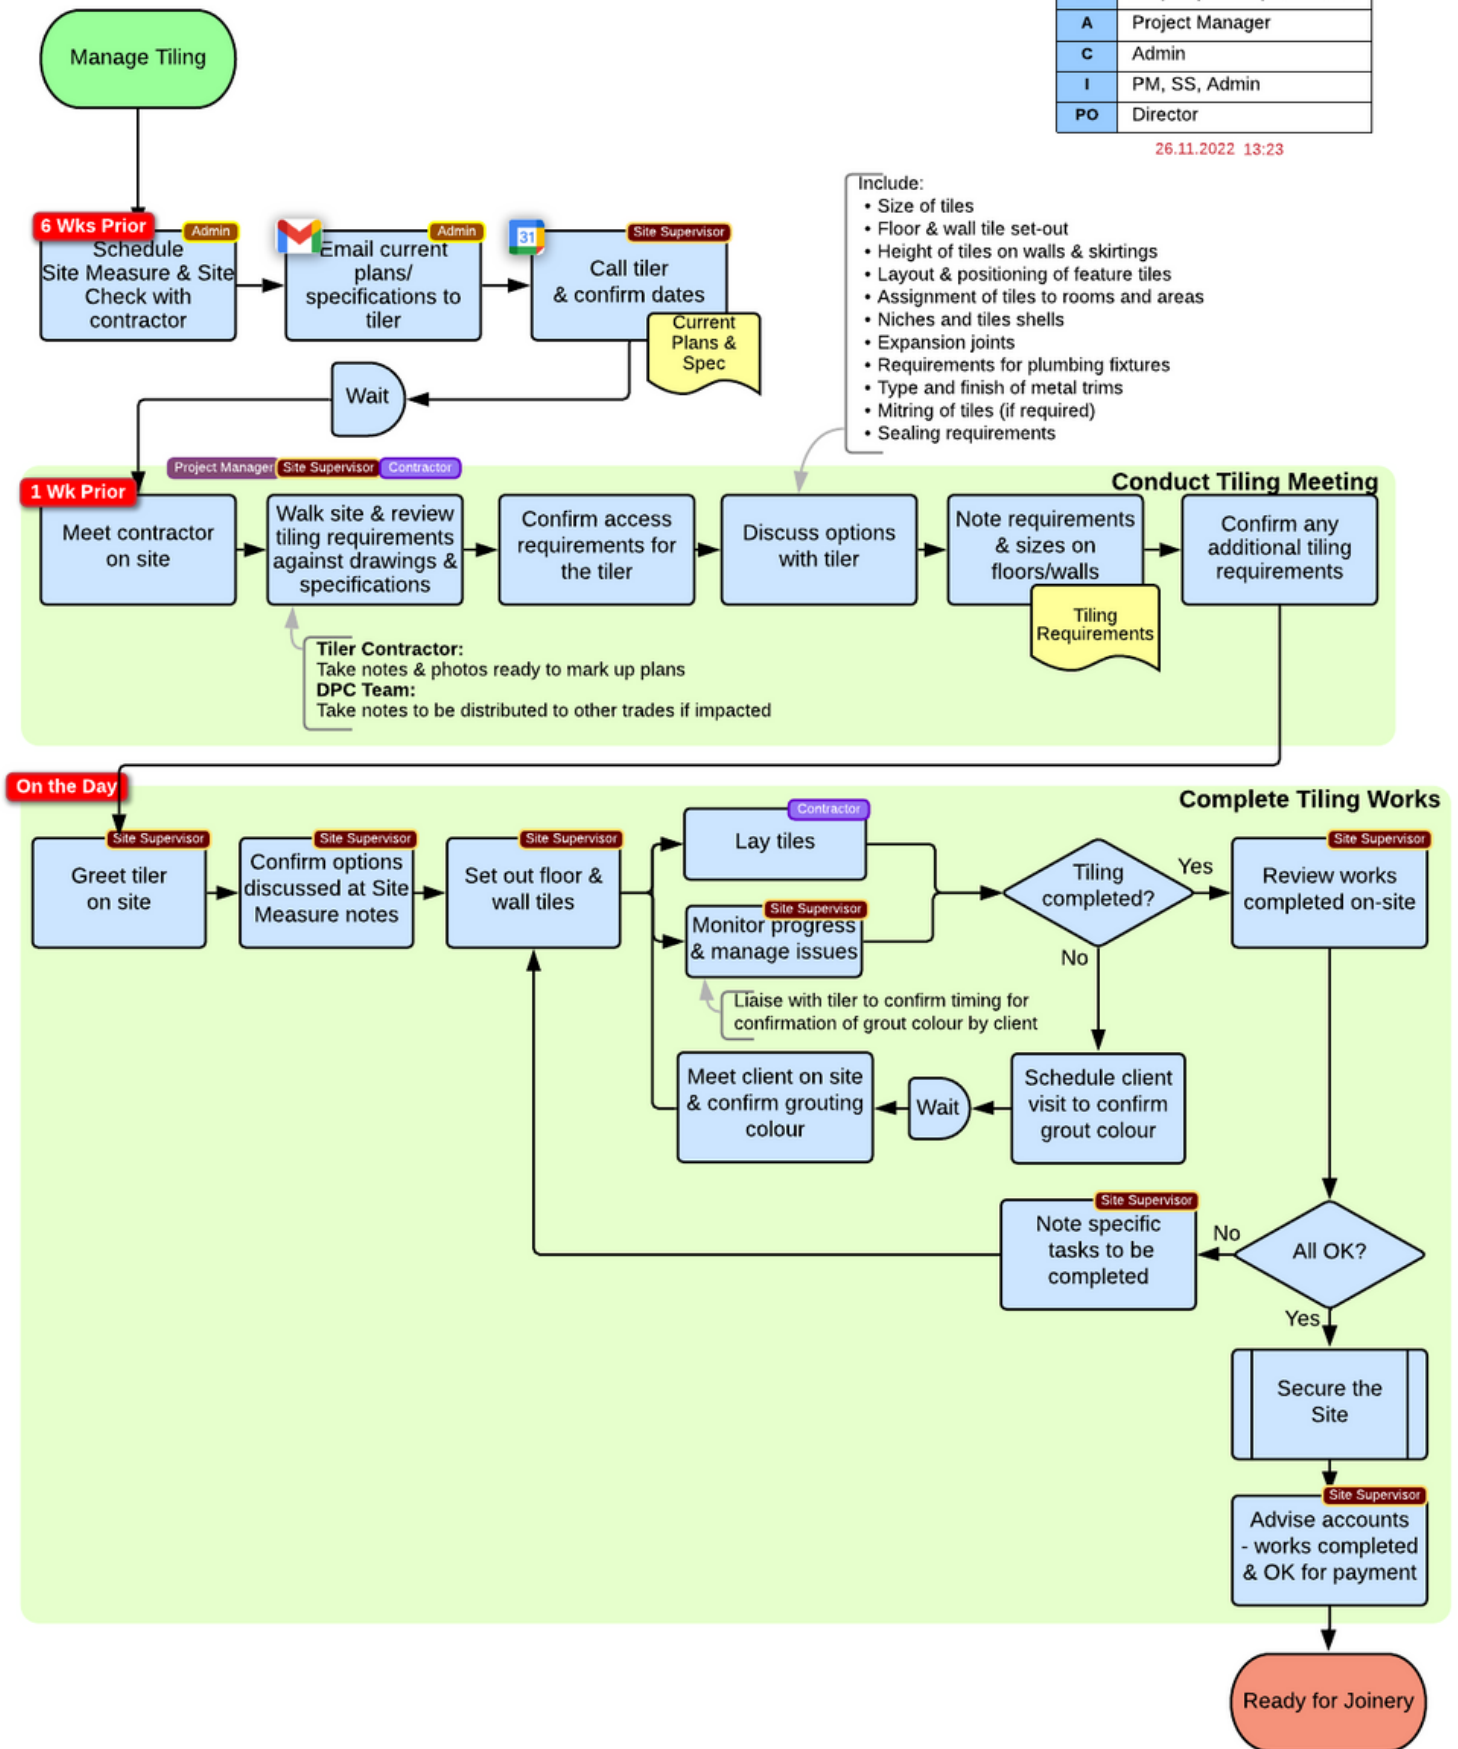 Manage Tiling
A Project Manager
C Admin
I PM, SS, Admin
PO Director
26.11.2022 13:23
6 Wks Prior
Admin
Schedule
Site Measure & Site
Check with
contractor
Admin
Email current
plans/
specifications to
tiler
31
Site Supervisor
Call tiler
& confirm dates
Current
Plans &
Spec
Wait
Include:
• Size of tiles
• Floor & wall tile set-out
• Height of tiles on walls & skirtings
• Layout & positioning of feature tiles
• Assignment of tiles to rooms and areas
• Niches and tiles shells
• Expansion joints
• Requirements for plumbing fixtures
• Type and finish of metal trims
• Mitring of tiles (if required)
• Sealing requirements
Conduct Tiling Meeting
1 Wk Prior
Meet contractor
on site
Project Manager Site Supervisor Contractor
Walk site & review
tiling requirements
against drawings &
specifications
Confirm access
requirements for
the tiler
Discuss options
with tiler
Note requirements
& sizes on
floors/walls
Tiling
Requirements
Confirm any
additional tiling
requirements
Tiler Contractor:
Take notes & photos ready to mark up plans
DPC Team:
Take notes to be distributed to other trades if impacted
On the Day
Complete Tiling Works
Site Supervisor
Greet tiler
on site
Site Supervisor
Confirm options
discussed at Site
Measure notes
Site Supervisor
Set out floor &
wall tiles
Contractor
Lay tiles
Site Supervisor
Monitor progress
& manage issues
Liaise with tiler to confirm timing for
confirmation of grout colour by client
Tiling
completed?
Yes
No
Site Supervisor
Review works
completed on-site
Schedule client
visit to confirm
grout colour
Wait
Meet client on site
& confirm grouting
colour
All OK?
No
Site Supervisor
Note specific
tasks to be
completed
Yes
Secure the
Site
Site Supervisor
Advise accounts
- works completed
& OK for payment
Ready for Joinery